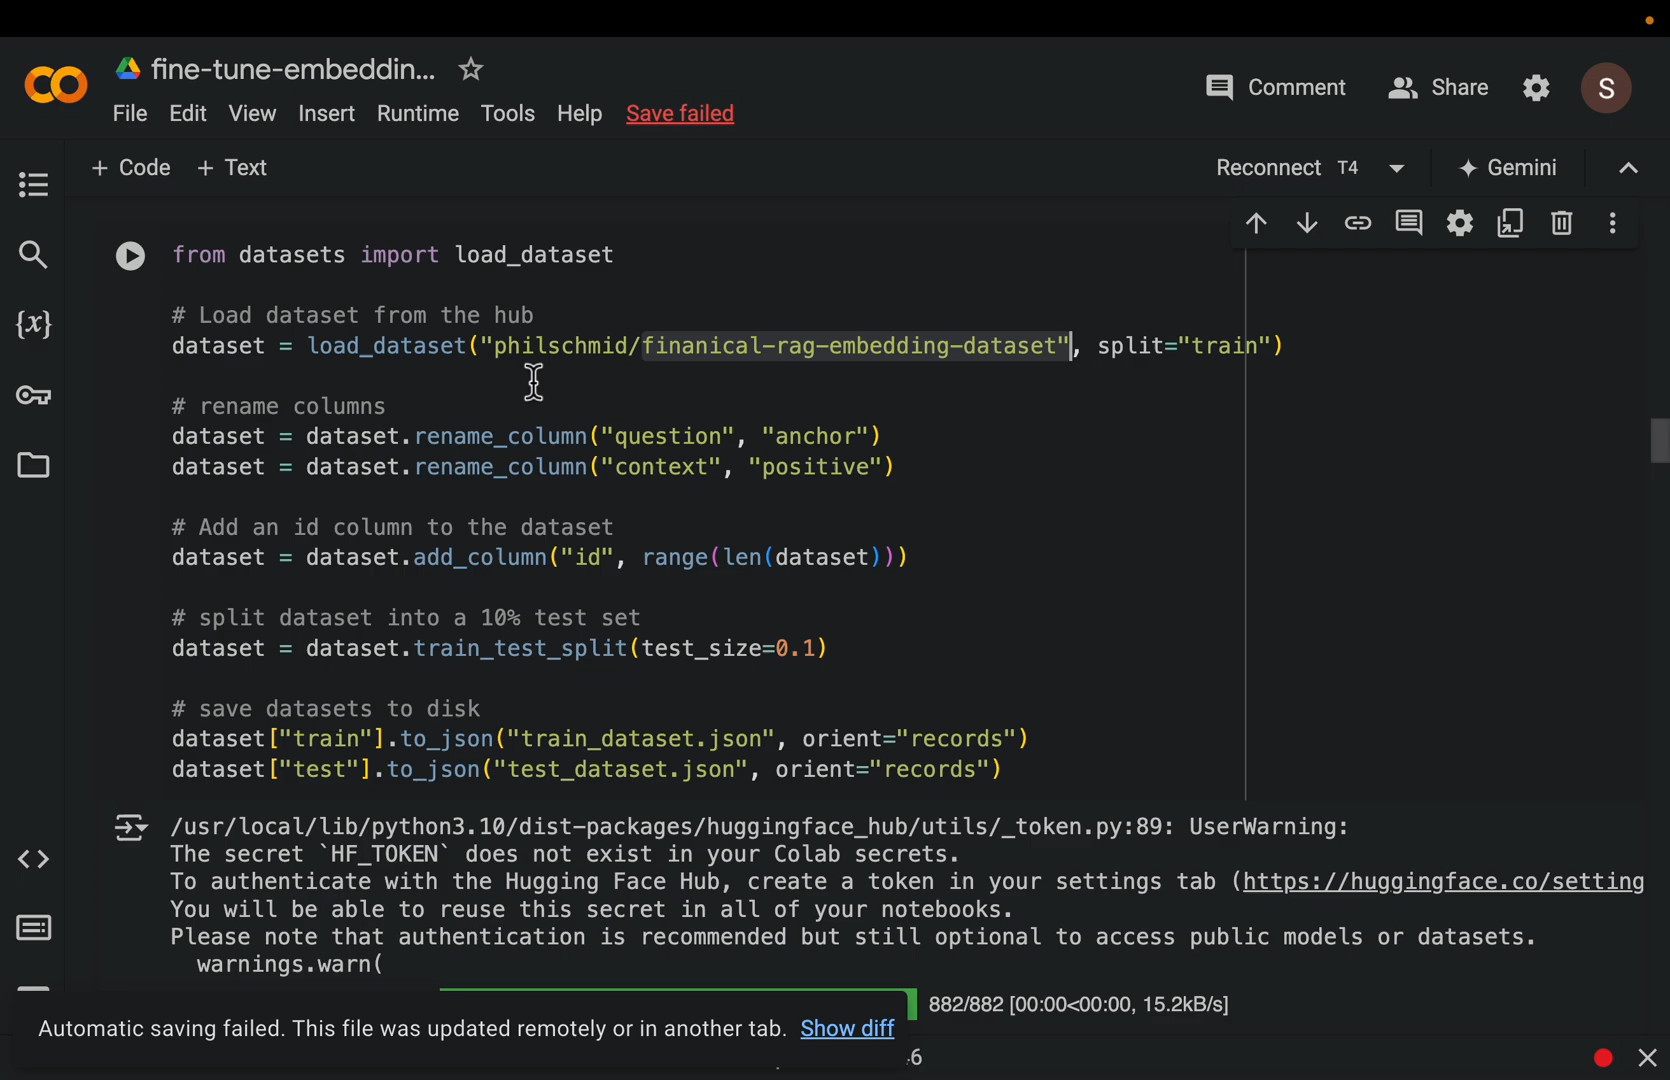 fine-tune-embeddin...
Comment
Share
S
File Edit View Insert Runtime Tools Help Save failed
+ Code + Text
Reconnect T4
Gemini
from datasets import load_dataset
# Load dataset from the hub
dataset = load_dataset("philschmid/finanical-rag-embedding-dataset", split="train")
# rename columns
dataset = dataset.rename_column("question", "anchor")
dataset = dataset.rename_column("context", "positive")
# Add an id column to the dataset
dataset = dataset.add_column("id", range(len(dataset)))
# split dataset into a 10% test set
dataset = dataset.train_test_split(test_size=0.1)
# save datasets to disk
dataset["train"].to_json("train_dataset.json", orient="records")
dataset["test"].to_json("test_dataset.json", orient="records")
/usr/local/lib/python3.10/dist-packages/huggingface_hub/utils/_token.py:89: UserWarning:
The secret `HF_TOKEN` does not exist in your Colab secrets.
To authenticate with the Hugging Face Hub, create a token in your settings tab (https://huggingface.co/setting
You will be able to reuse this secret in all of your notebooks.
Please note that authentication is recommended but still optional to access public models or datasets.
warnings.warn(
882/882 [00:00<00:00, 15.2kB/s]
Automatic saving failed. This file was updated remotely or in another tab. Show diff